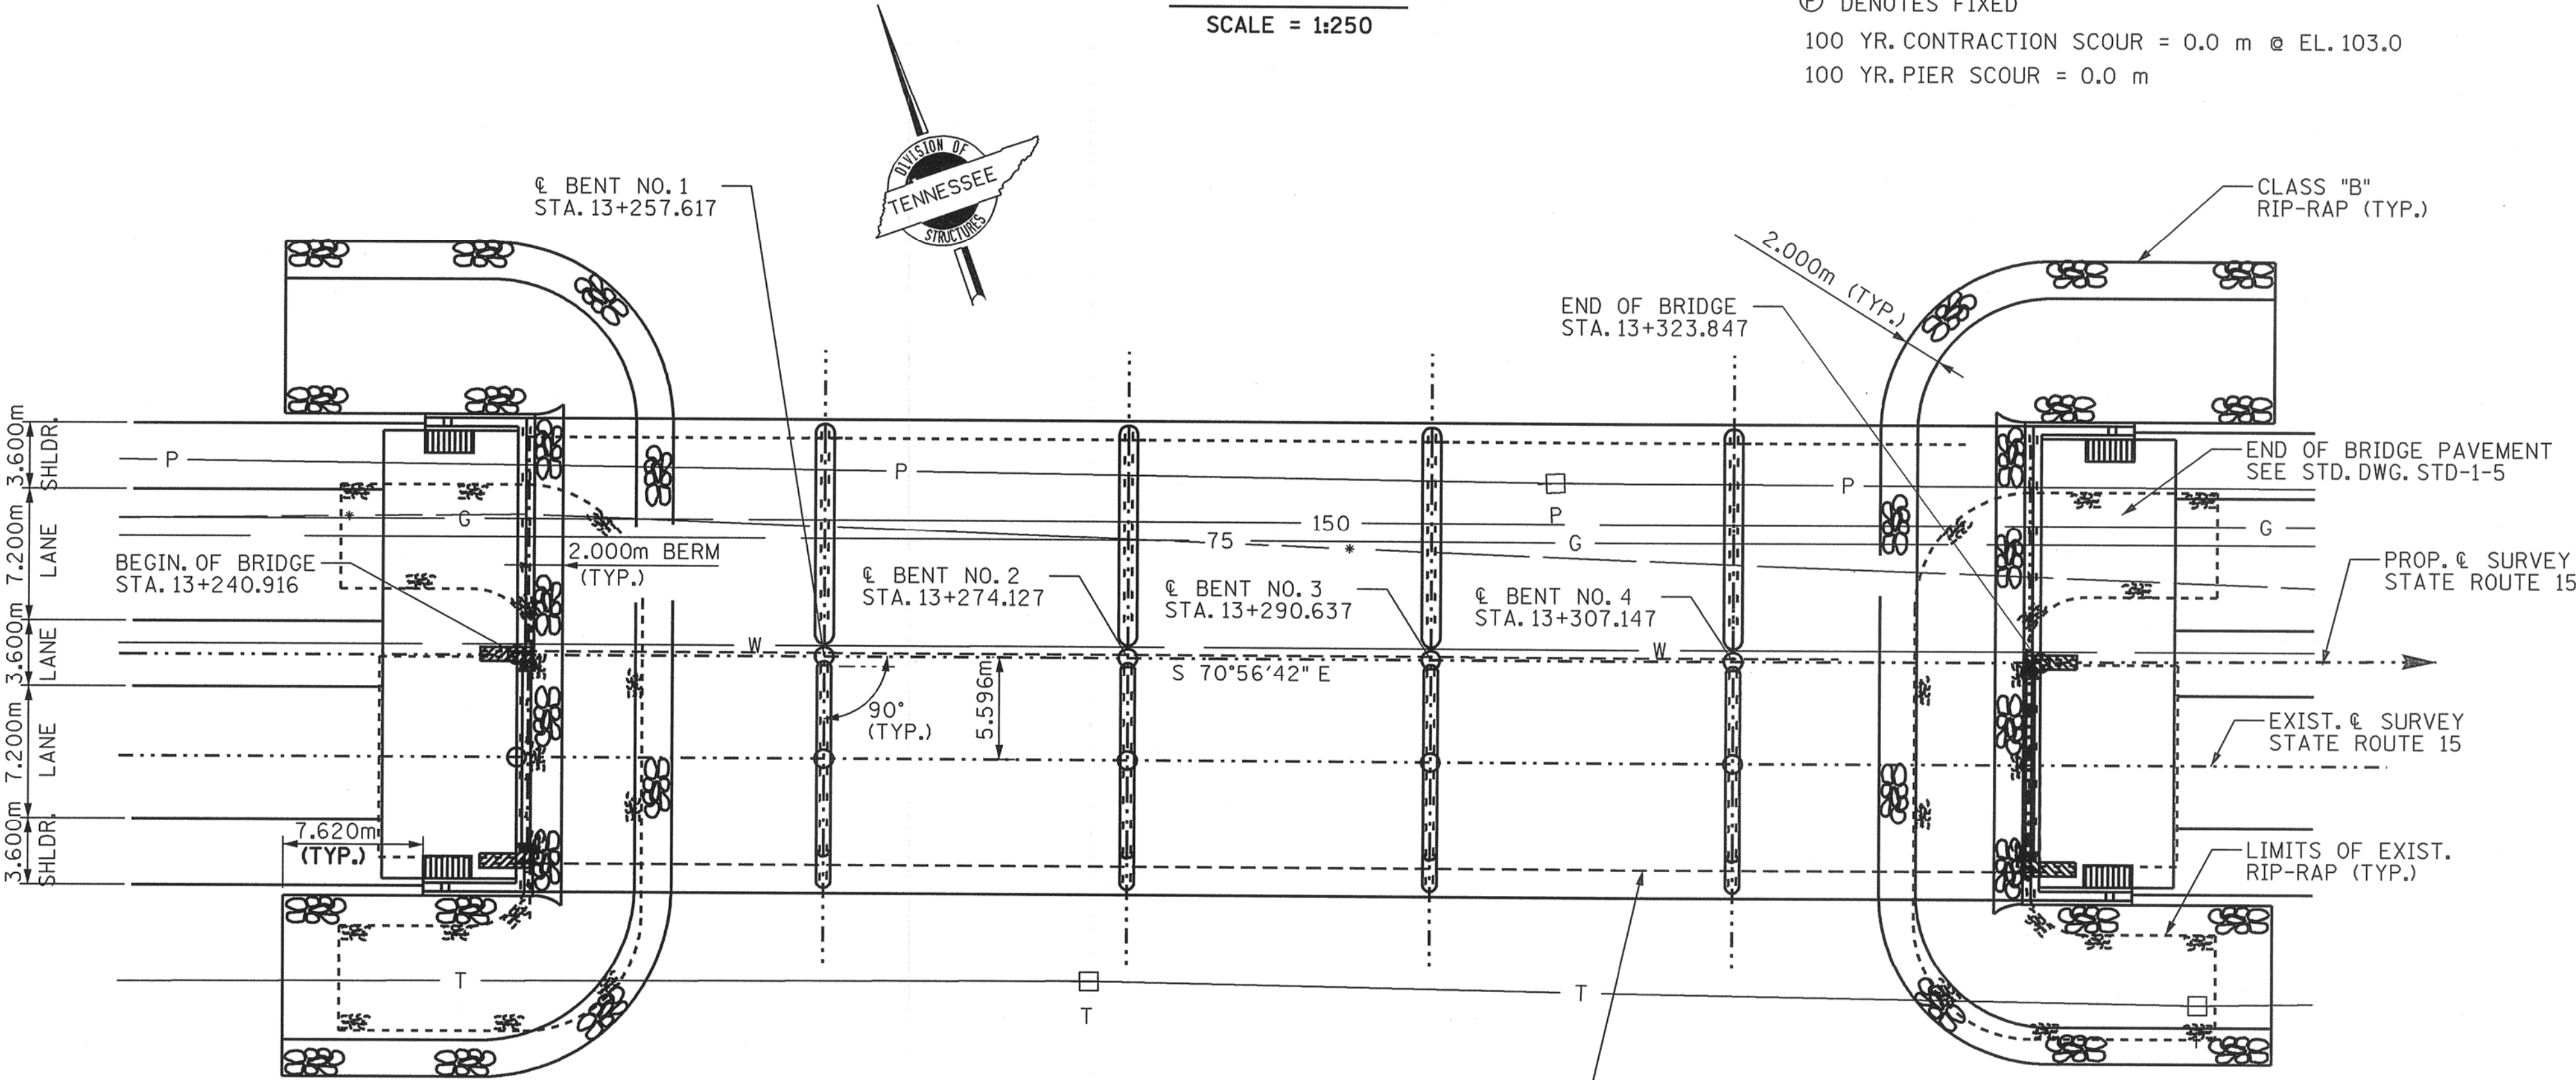 SCALE = 1:250
Ⓕ DENOTES FIXED
100 YR. CONTRACTION SCOUR = 0.0 m @ EL. 103.0
100 YR. PIER SCOUR = 0.0 m
DIVISION OF
TENNESSEE
STRUCTURES
℄ BENT NO. 1
STA. 13+257.617
CLASS "B"
RIP-RAP (TYP.)
2.000m (TYP.)
END OF BRIDGE
STA. 13+323.847
3.600m
SHLDR.
7.200m
LANE
3.600m
LANE
7.200m
LANE
3.600m
SHLDR.
P
P
P
P
END OF BRIDGE PAVEMENT
SEE STD. DWG. STD-1-5
*
G
150
75
*
G
G
BEGIN. OF BRIDGE
STA. 13+240.916
2.000m BERM
(TYP.)
℄ BENT NO. 2
STA. 13+274.127
℄ BENT NO. 3
STA. 13+290.637
℄ BENT NO. 4
STA. 13+307.147
PROP. ℄ SURVEY
STATE ROUTE 15
W
W
S 70°56'42" E
90°
(TYP.)
5.596m
EXIST. ℄ SURVEY
STATE ROUTE 15
7.620m
(TYP.)
LIMITS OF EXIST.
RIP-RAP (TYP.)
T
T
T
T